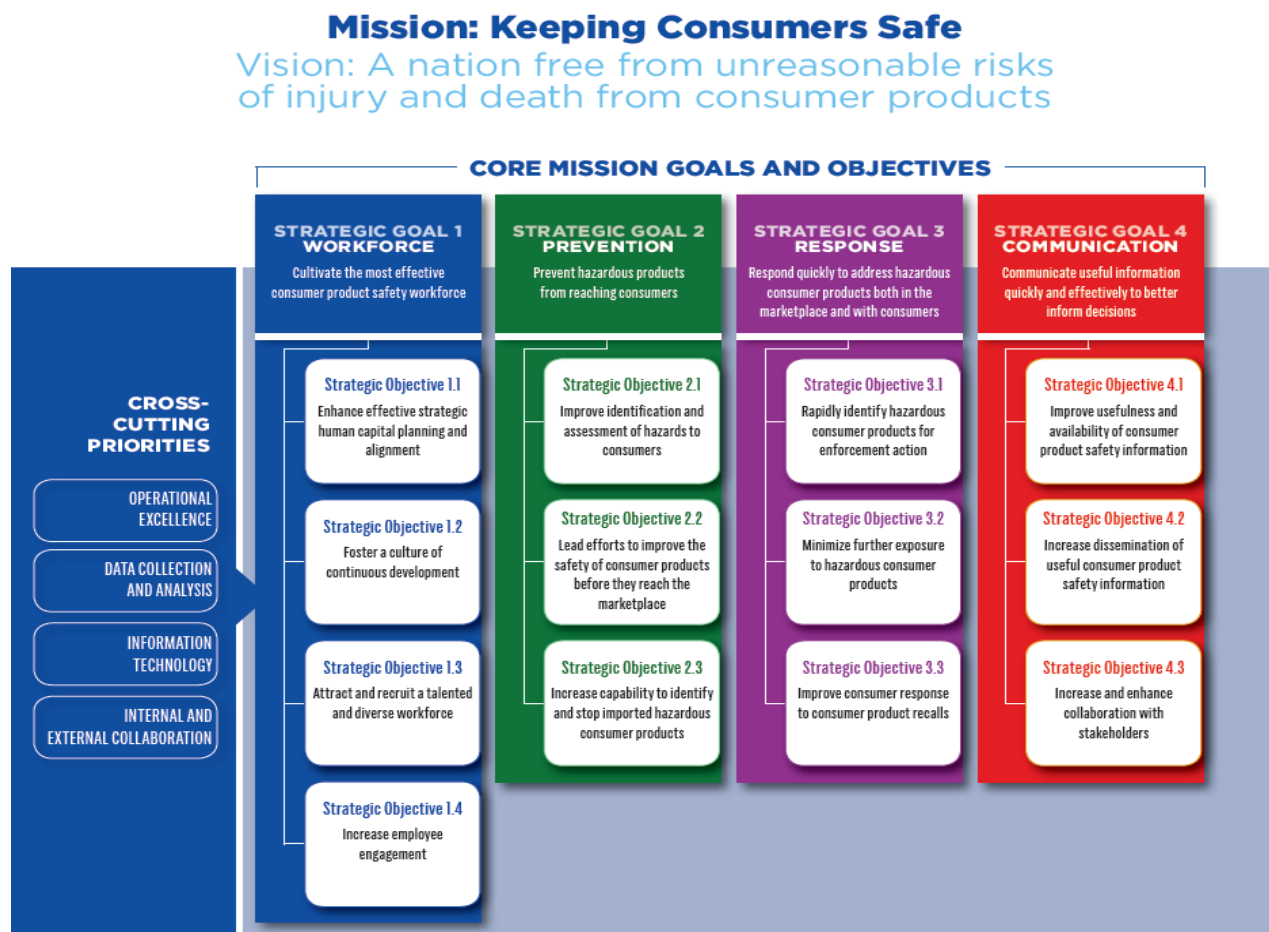 Mission: Keeping Consumers Safe
Vision: A nation free from unreasonable risks
of injury and death from consumer products
CORE MISSION GOALS AND OBJECTIVES
STRATEGIC GOAL 1
WORKFORCE
Cultivate the most effective
consumer product safety workforce
STRATEGIC GOAL 2
PREVENTION
Prevent hazardous products
from reaching consumers
STRATEGIC GOAL 3
RESPONSE
Respond quickly to address hazardous
consumer products both in the
marketplace and with consumers
STRATEGIC GOAL 4
COMMUNICATION
Communicate useful information
quickly and effectively to better
inform decisions
CROSS-
CUTTING
PRIORITIES
OPERATIONAL
EXCELLENCE
DATA COLLECTION
AND ANALYSIS
INFORMATION
TECHNOLOGY
INTERNAL AND
EXTERNAL COLLABORATION
Strategic Objective 1.1
Enhance effective strategic
human capital planning and
alignment
Strategic Objective 1.2
Foster a culture of
continuous development
Strategic Objective 1.3
Attract and recruit a talented
and diverse workforce
Strategic Objective 1.4
Increase employee
engagement
Strategic Objective 2.1
Improve identification and
assessment of hazards to
consumers
Strategic Objective 2.2
Lead efforts to improve the
safety of consumer products
before they reach the
marketplace
Strategic Objective 2.3
Increase capability to identify
and stop imported hazardous
consumer products
Strategic Objective 3.1
Rapidly identify hazardous
consumer products for
enforcement action
Strategic Objective 3.2
Minimize further exposure
to hazardous consumer
products
Strategic Objective 3.3
Improve consumer response
to consumer product recalls
Strategic Objective 4.1
Improve usefulness and
availability of consumer
product safety information
Strategic Objective 4.2
Increase dissemination of
useful consumer product
safety information
Strategic Objective 4.3
Increase and enhance
collaboration with
stakeholders